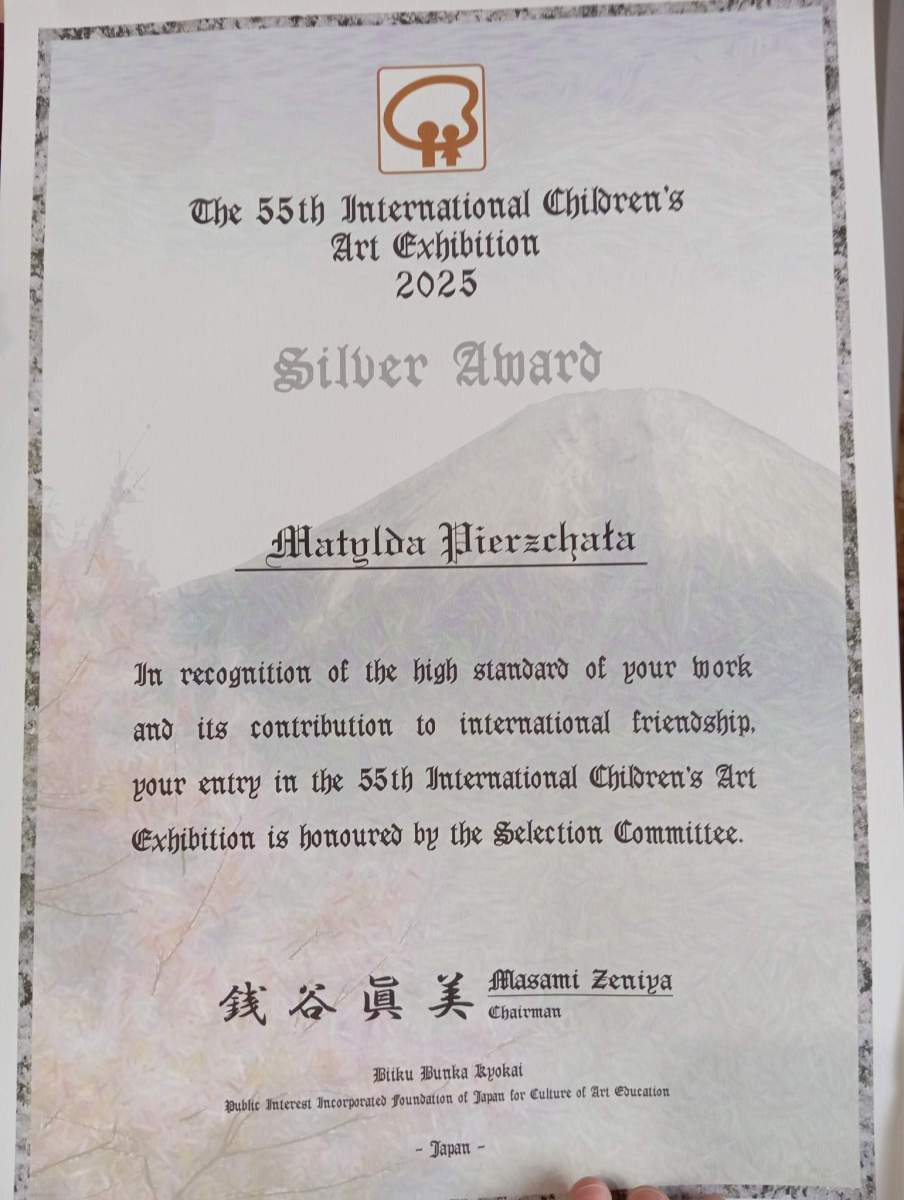 The 55th International Children's
Art Exhibition
2025
Silver Award
Matylda Pierzchała
In recognition of the high standard of your work
and its contribution to international friendship,
your entry in the 55th International Children's Art
Exhibition is honoured by the Selection Committee.
銭谷眞美 Masami Zeniya
Chairman
Biiku Bunka Kyokai
Public Interest Incorporated Foundation of Japan for Culture of Art Education
- Japan -